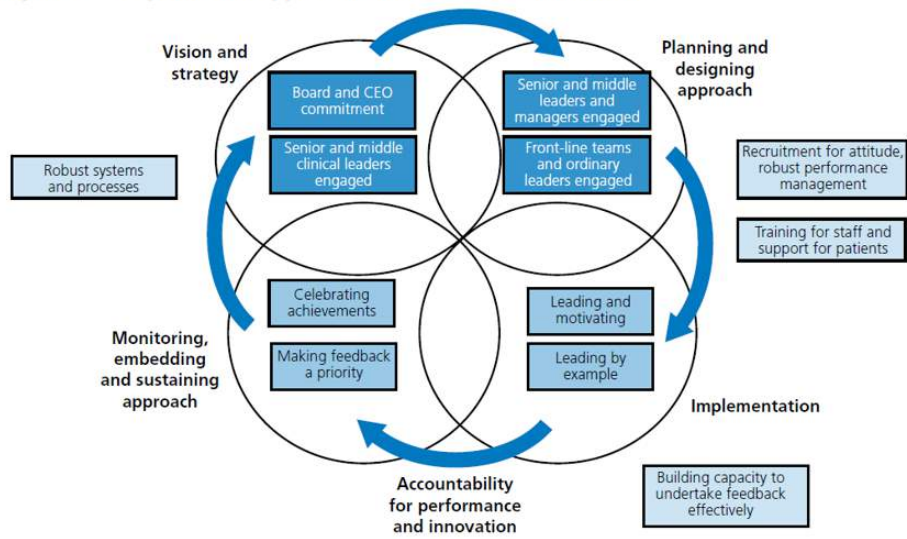 Vision and
strategy
Board and CEO
commitment
Senior and middle
clinical leaders
engaged
Senior and middle
leaders and
managers engaged
Front-line teams
and ordinary
leaders engaged
Planning and
designing
approach
Robust systems
and processes
Recruitment for attitude,
robust performance
management
Training for staff and
support for patients
Celebrating
achievements
Making feedback
a priority
Leading and
motivating
Leading by
example
Monitoring,
embedding
and sustaining
approach
Implementation
Accountability
for performance
and innovation
Building capacity to
undertake feedback
effectively